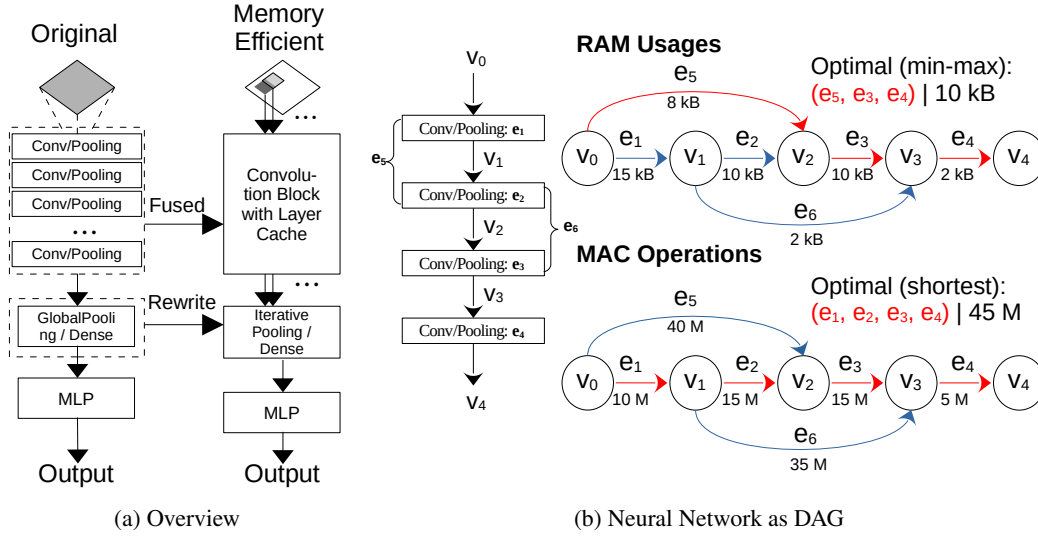 Original
Memory
Efficient
Conv/Pooling
Conv/Pooling
Conv/Pooling
...
Conv/Pooling
Fused
...
Convolu-
tion Block
with Layer
Cache
...
GlobalPooli
ng / Dense
Rewrite
Iterative
Pooling /
Dense
MLP
MLP
Output
Output
(a) Overview
v₀
Conv/Pooling: e₁
e₅
v₁
Conv/Pooling: e₂
v₂
e₆
Conv/Pooling: e₃
v₃
Conv/Pooling: e₄
v₄
RAM Usages
Optimal (min-max):
(e₅, e₃, e₄) | 10 kB
e₅
8 kB
v₀ e₁ v₁ e₂ v₂ e₃ v₃ e₄ v₄
15 kB 10 kB 10 kB 2 kB
e₆
2 kB
MAC Operations
Optimal (shortest):
(e₁, e₂, e₃, e₄) | 45 M
e₅
40 M
v₀ e₁ v₁ e₂ v₂ e₃ v₃ e₄ v₄
10 M 15 M 15 M 5 M
e₆
35 M
(b) Neural Network as DAG